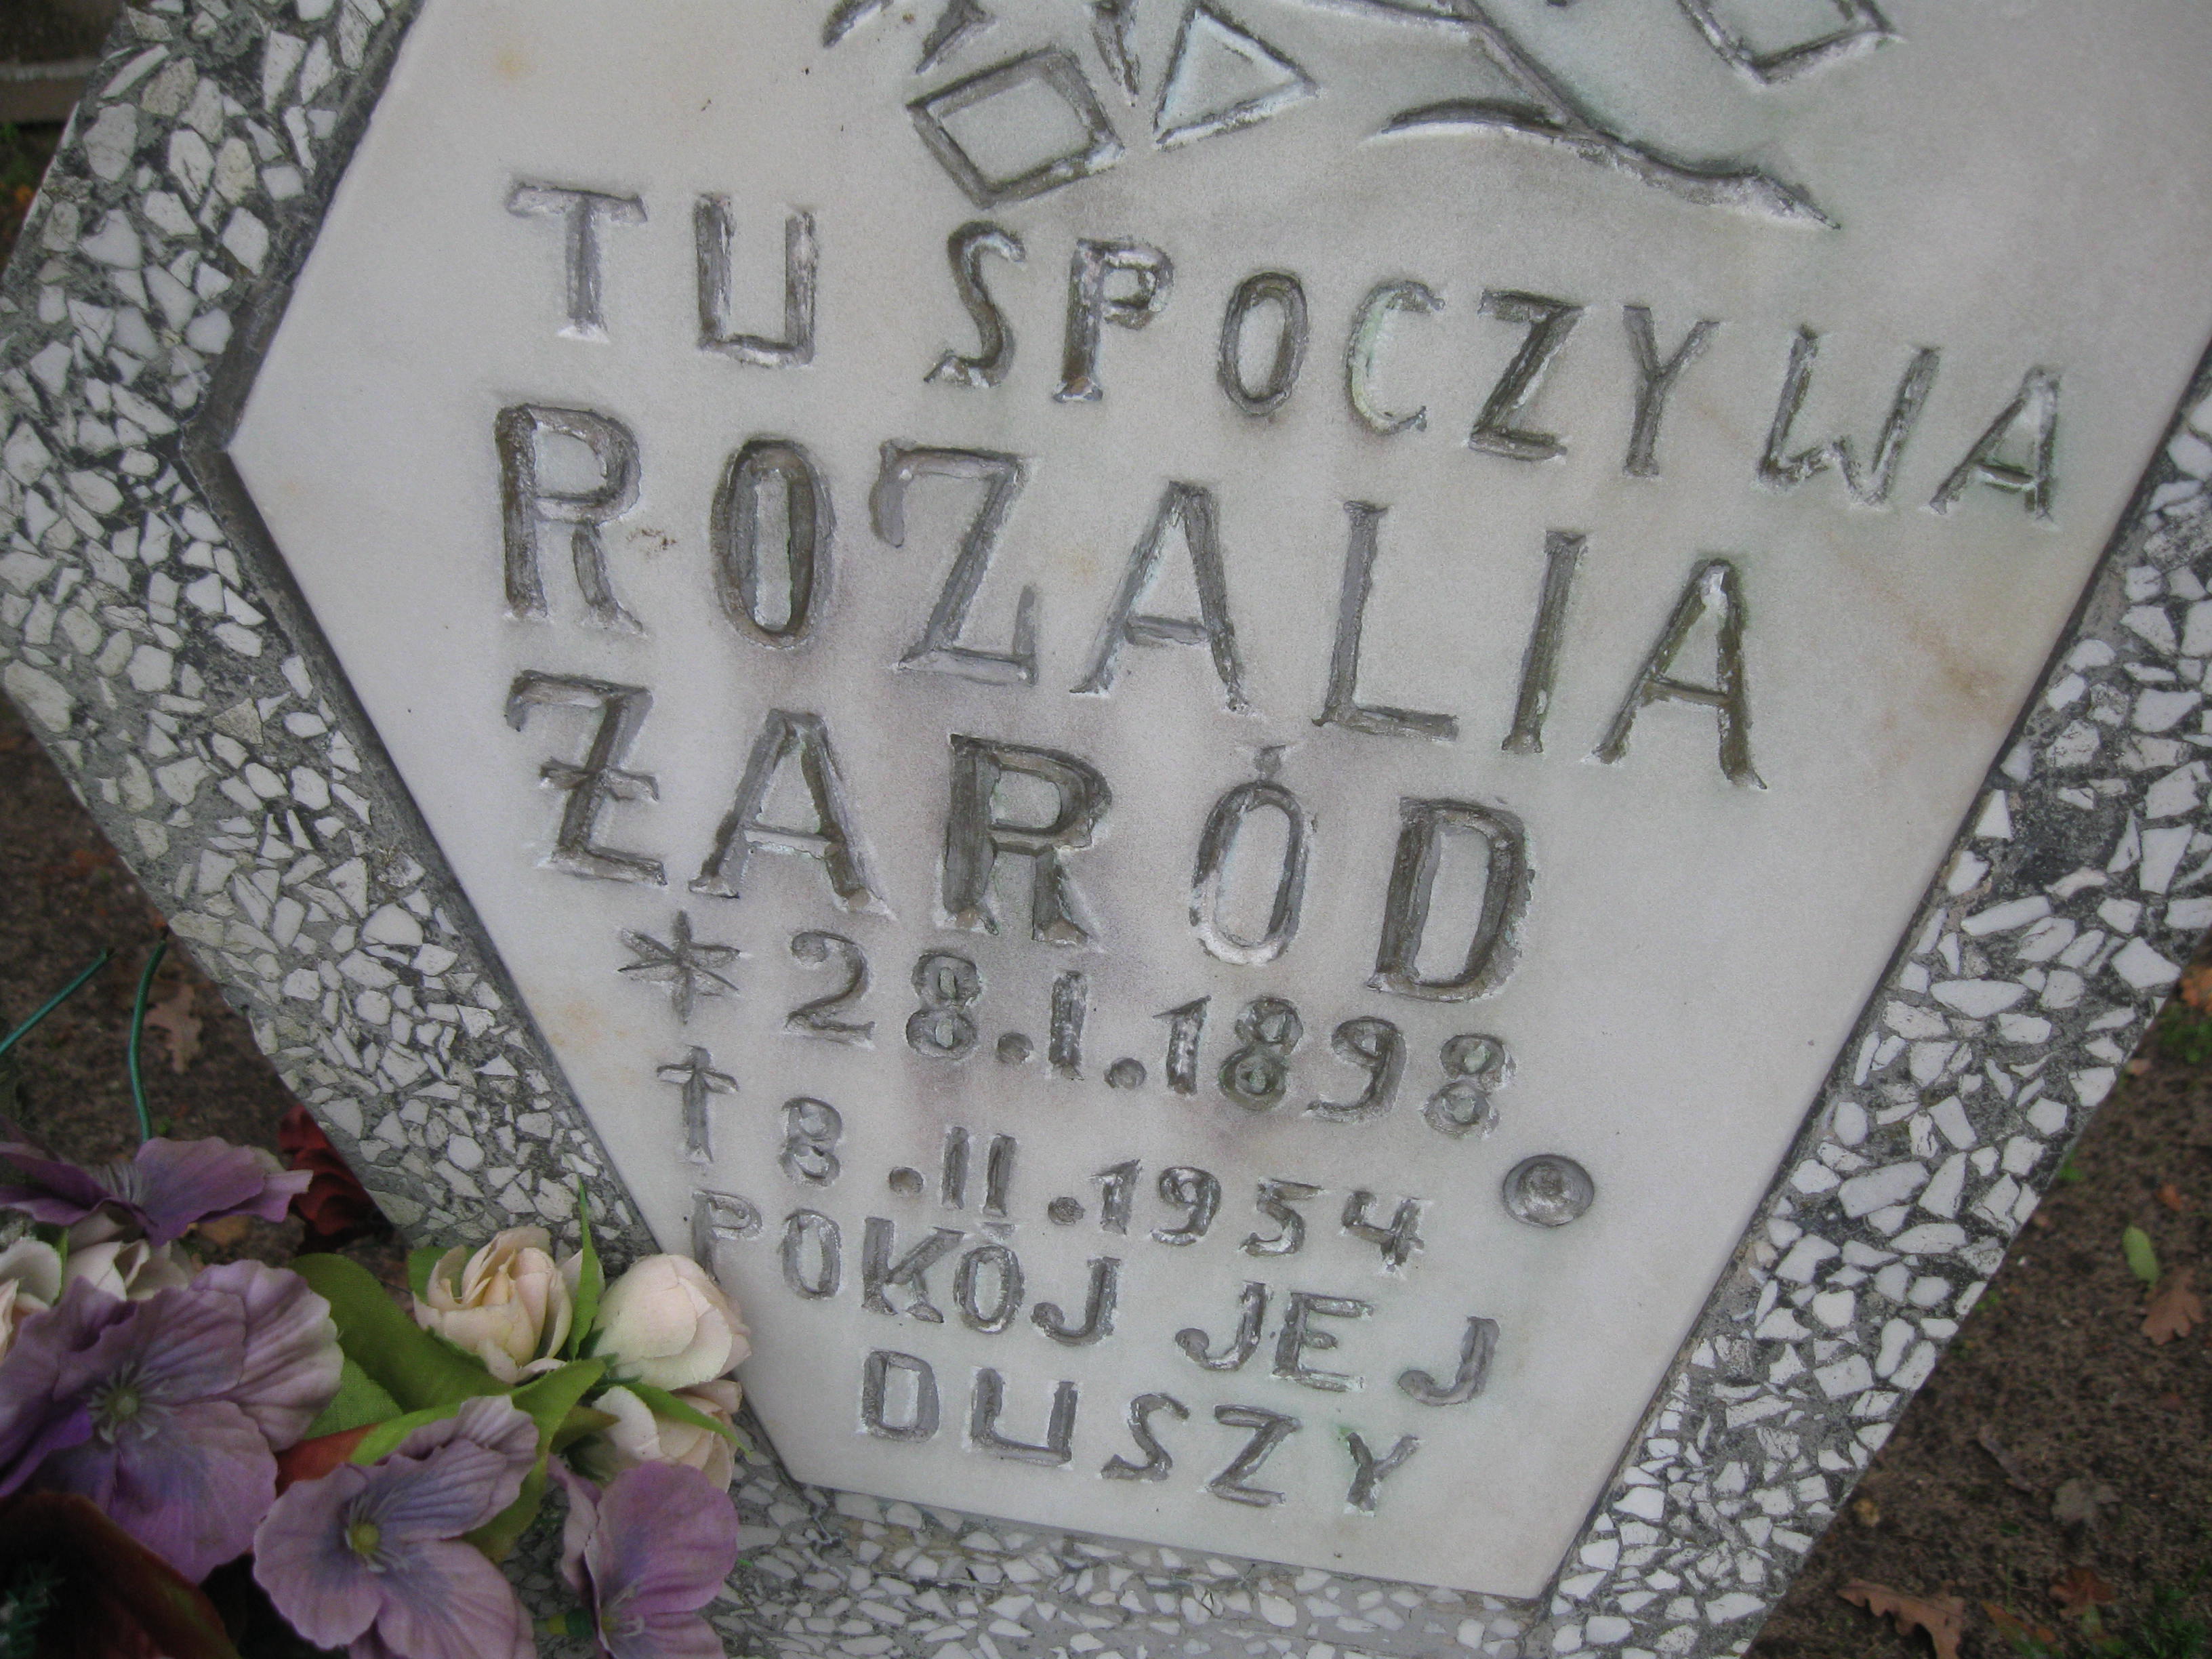 TU SPOCZYWA
ROZALIA
ŻARÓD
* 28.I.1898
† 8.II.1954
POKÓJ JEJ
DUSZY